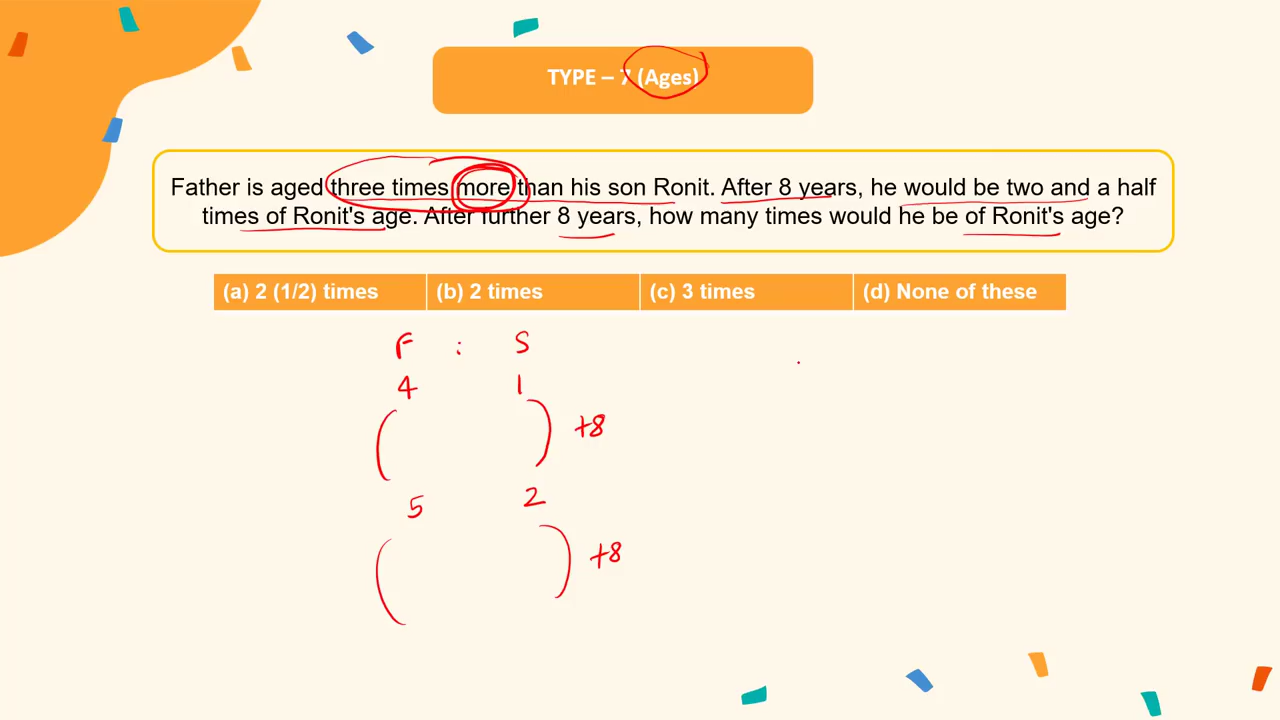 TYPE – 7 (Ages)
Father is aged three times more than his son Ronit. After 8 years, he would be two and a half
times of Ronit's age. After further 8 years, how many times would he be of Ronit's age?
(a) 2 (1/2) times (b) 2 times (c) 3 times (d) None of these
F : S
4 1
( ) +8
5 2
( ) +8